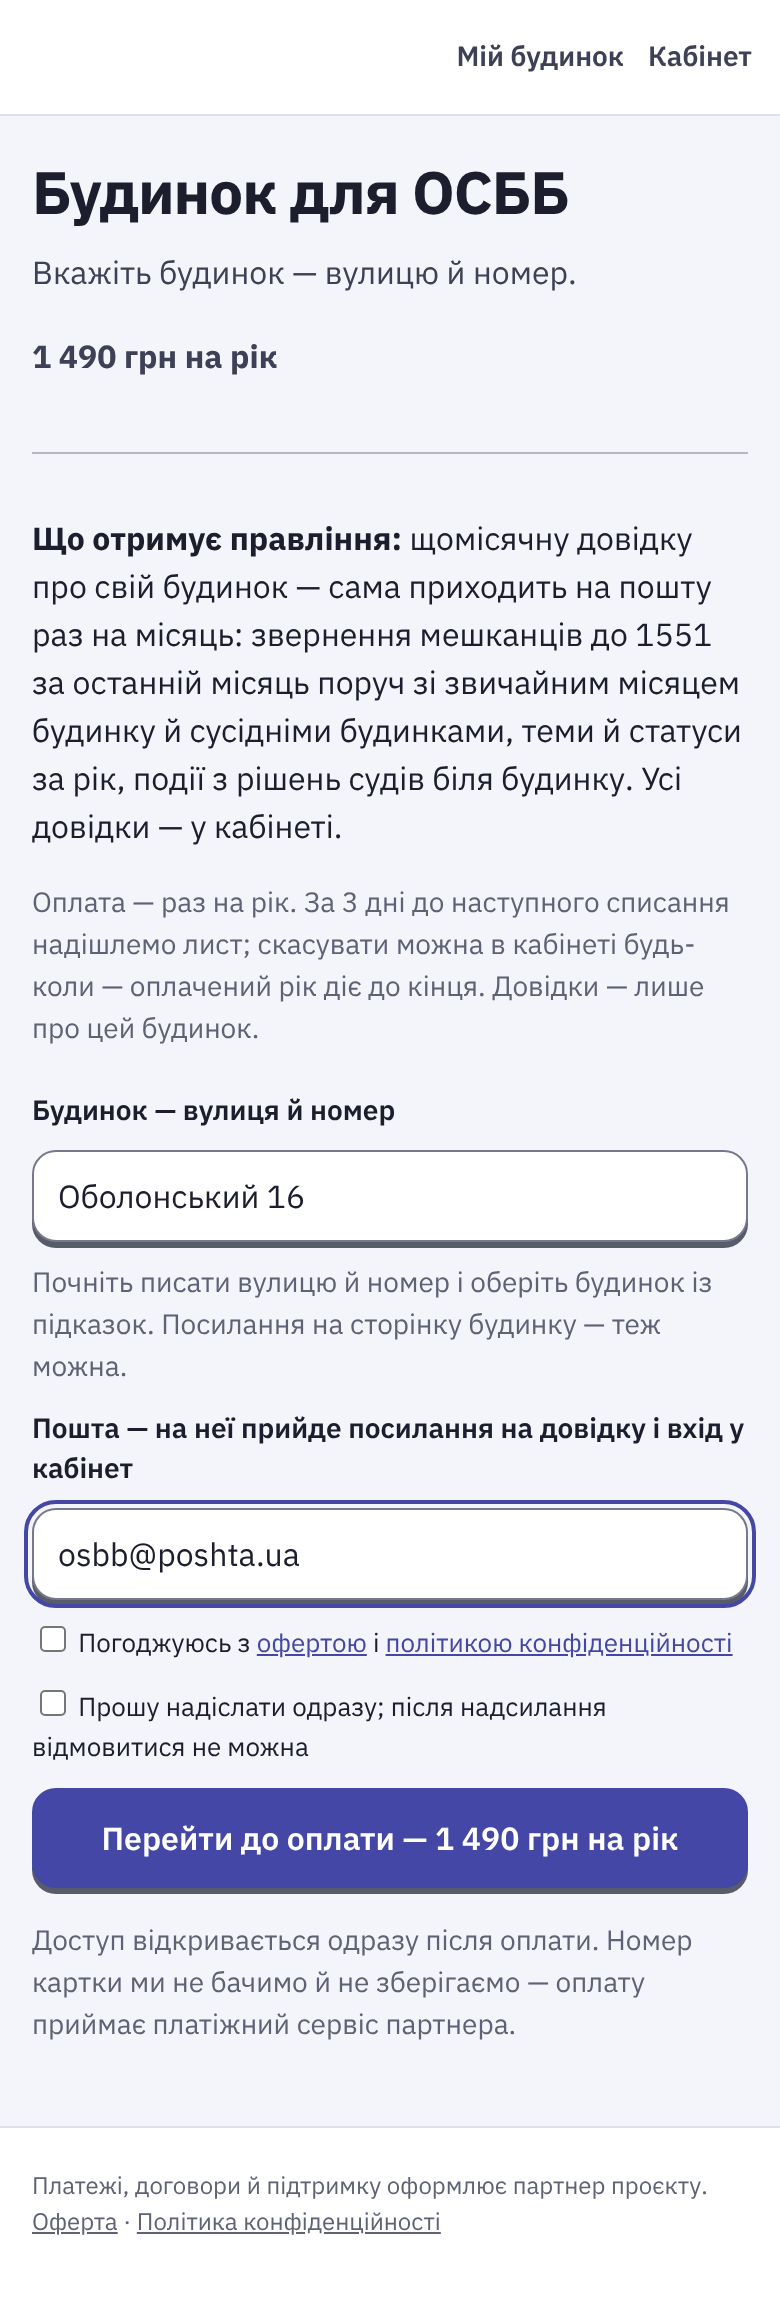 Мій будинок Кабінет
Будинок для ОСББ
Вкажіть будинок — вулицю й номер.
1 490 грн на рік
Що отримує правління: щомісячну довідку
про свій будинок — сама приходить на пошту
раз на місяць: звернення мешканців до 1551
за останній місяць поруч зі звичайним місяцем
будинку й сусідніми будинками, теми й статуси
за рік, події з рішень судів біля будинку. Усі
довідки — у кабінеті.
Оплата — раз на рік. За 3 дні до наступного списання
надішлемо лист; скасувати можна в кабінеті будь-
коли — оплачений рік діє до кінця. Довідки — лише
про цей будинок.
Будинок — вулиця й номер
Оболонський 16
Почніть писати вулицю й номер і оберіть будинок із
підказок. Посилання на сторінку будинку — теж
можна.
Пошта — на неї прийде посилання на довідку і вхід у
кабінет
osbb@poshta.ua
Погоджуюсь з офертою і політикою конфіденційності
Прошу надіслати одразу; після надсилання
відмовитися не можна
Перейти до оплати — 1 490 грн на рік
Доступ відкривається одразу після оплати. Номер
картки ми не бачимо й не зберігаємо — оплату
приймає платіжний сервіс партнера.
Платежі, договори й підтримку оформлює партнер проєкту.
Оферта · Політика конфіденційності